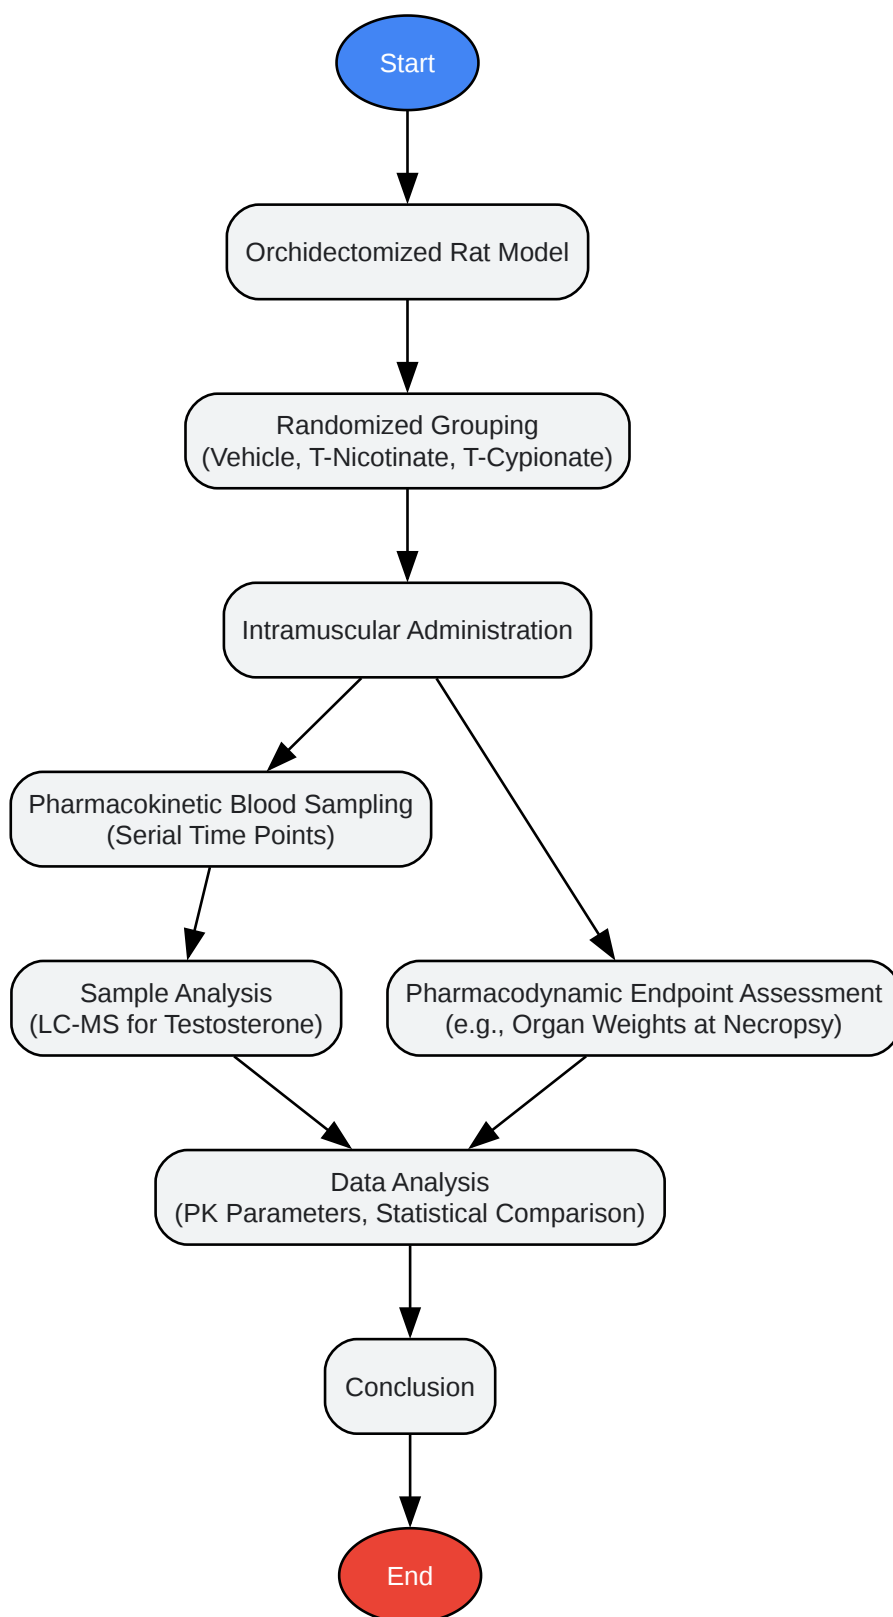 Start
Orchidectomized Rat Model
Randomized Grouping
(Vehicle, T-Nicotinate, T-Cypionate)
Intramuscular Administration
Pharmacokinetic Blood Sampling
(Serial Time Points)
Sample Analysis
(LC-MS for Testosterone)
Pharmacodynamic Endpoint Assessment
(e.g., Organ Weights at Necropsy)
Data Analysis
(PK Parameters, Statistical Comparison)
Conclusion
End